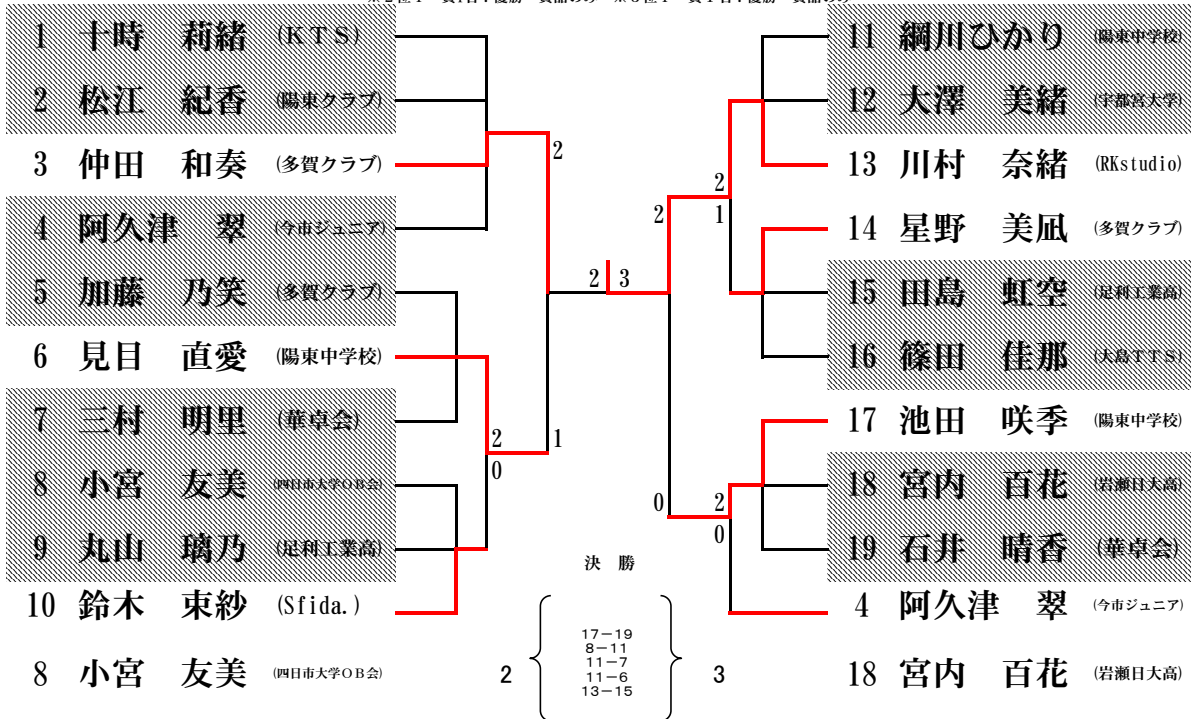 1 十時 莉緒 (KTS)
2 松江 紀香 (陽東クラブ)
3 仲田 和奏 (多賀クラブ)
4 阿久津 翠 (今市ジュニア)
5 加藤 乃笑 (多賀クラブ)
6 見目 直愛 (陽東中学校)
7 三村 明里 (華卓会)
8 小宮 友美 (四日市大学OB会)
9 丸山 璃乃 (足利工業高)
10 鈴木 東紗 (Sfida.)
8 小宮 友美 (四日市大学OB会)
2
2
0
1
2 3
決 勝
2
17-19
8-11
11-7
11-6
13-15
3
2
0
2
1
2
0
11 綱川ひかり (陽東中学校)
12 大澤 美緒 (宇都宮大学)
13 川村 奈緒 (RKstudio)
14 星野 美凪 (多賀クラブ)
15 田島 虹空 (足利工業高)
16 篠田 佳那 (大島TTS)
17 池田 咲季 (陽東中学校)
18 宮内 百花 (岩瀬日大高)
19 石井 晴香 (華卓会)
4 阿久津 翠 (今市ジュニア)
18 宮内 百花 (岩瀬日大高)